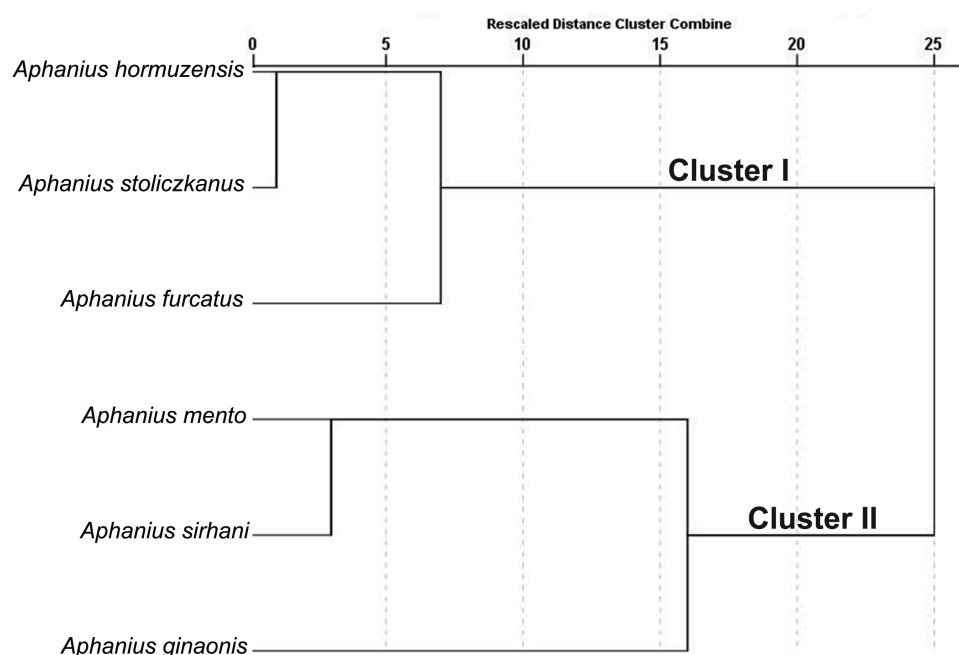 Rescaled Distance Cluster Combine
0 5 10 15 20 25
Aphanius hormuzensis
Aphanius stoliczkanus
Cluster I
Aphanius furcatus
Aphanius mento
Aphanius sirhani
Cluster II
Aphanius ginaonis